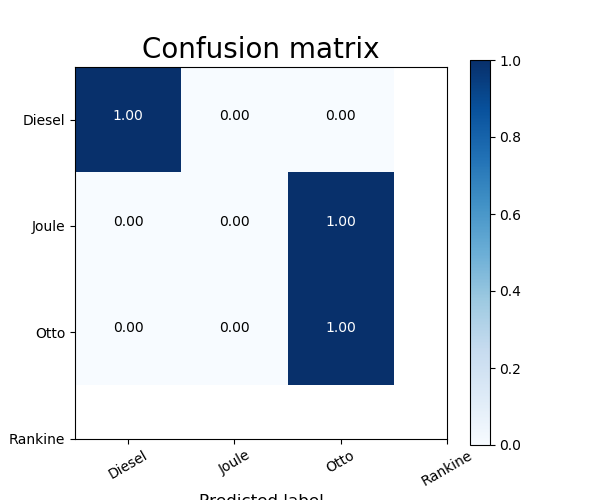 Confusion matrix
Diesel 1.00 0.00 0.00
Joule 0.00 0.00 1.00
Otto 0.00 0.00 1.00
Rankine
Diesel Joule Otto Rankine
Predicted label
1.0
0.8
0.6
0.4
0.2
0.0